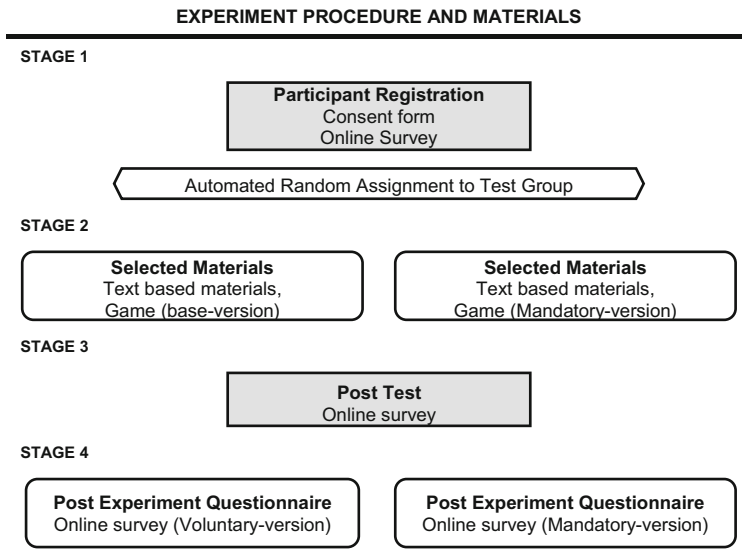 EXPERIMENT PROCEDURE AND MATERIALS
STAGE 1
Participant Registration
Consent form
Online Survey
Automated Random Assignment to Test Group
STAGE 2
Selected Materials
Text based materials,
Game (base-version)
Selected Materials
Text based materials,
Game (Mandatory-version)
STAGE 3
Post Test
Online survey
STAGE 4
Post Experiment Questionnaire
Online survey (Voluntary-version)
Post Experiment Questionnaire
Online survey (Mandatory-version)